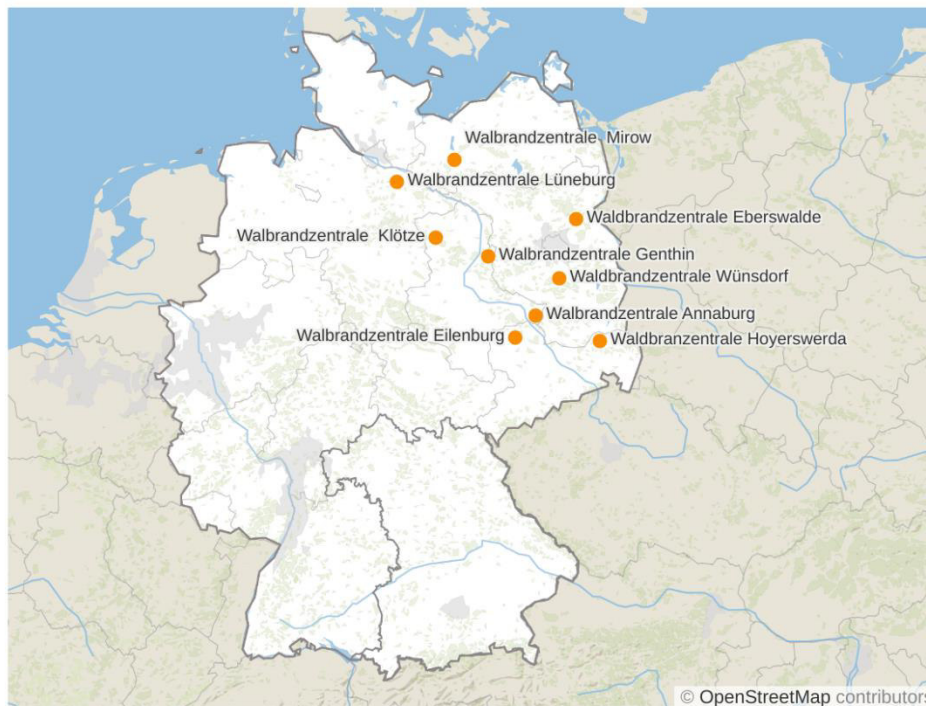 Walbrandzentrale  Mirow
Walbrandzentrale Lüneburg
Waldbrandzentrale Eberswalde
Walbrandzentrale  Klötze
Walbrandzentrale Genthin
Waldbrandzentrale Wünsdorf
Walbrandzentrale Annaburg
Walbrandzentrale Eilenburg
Waldbranzentrale Hoyerswerda
© OpenStreetMap contributors